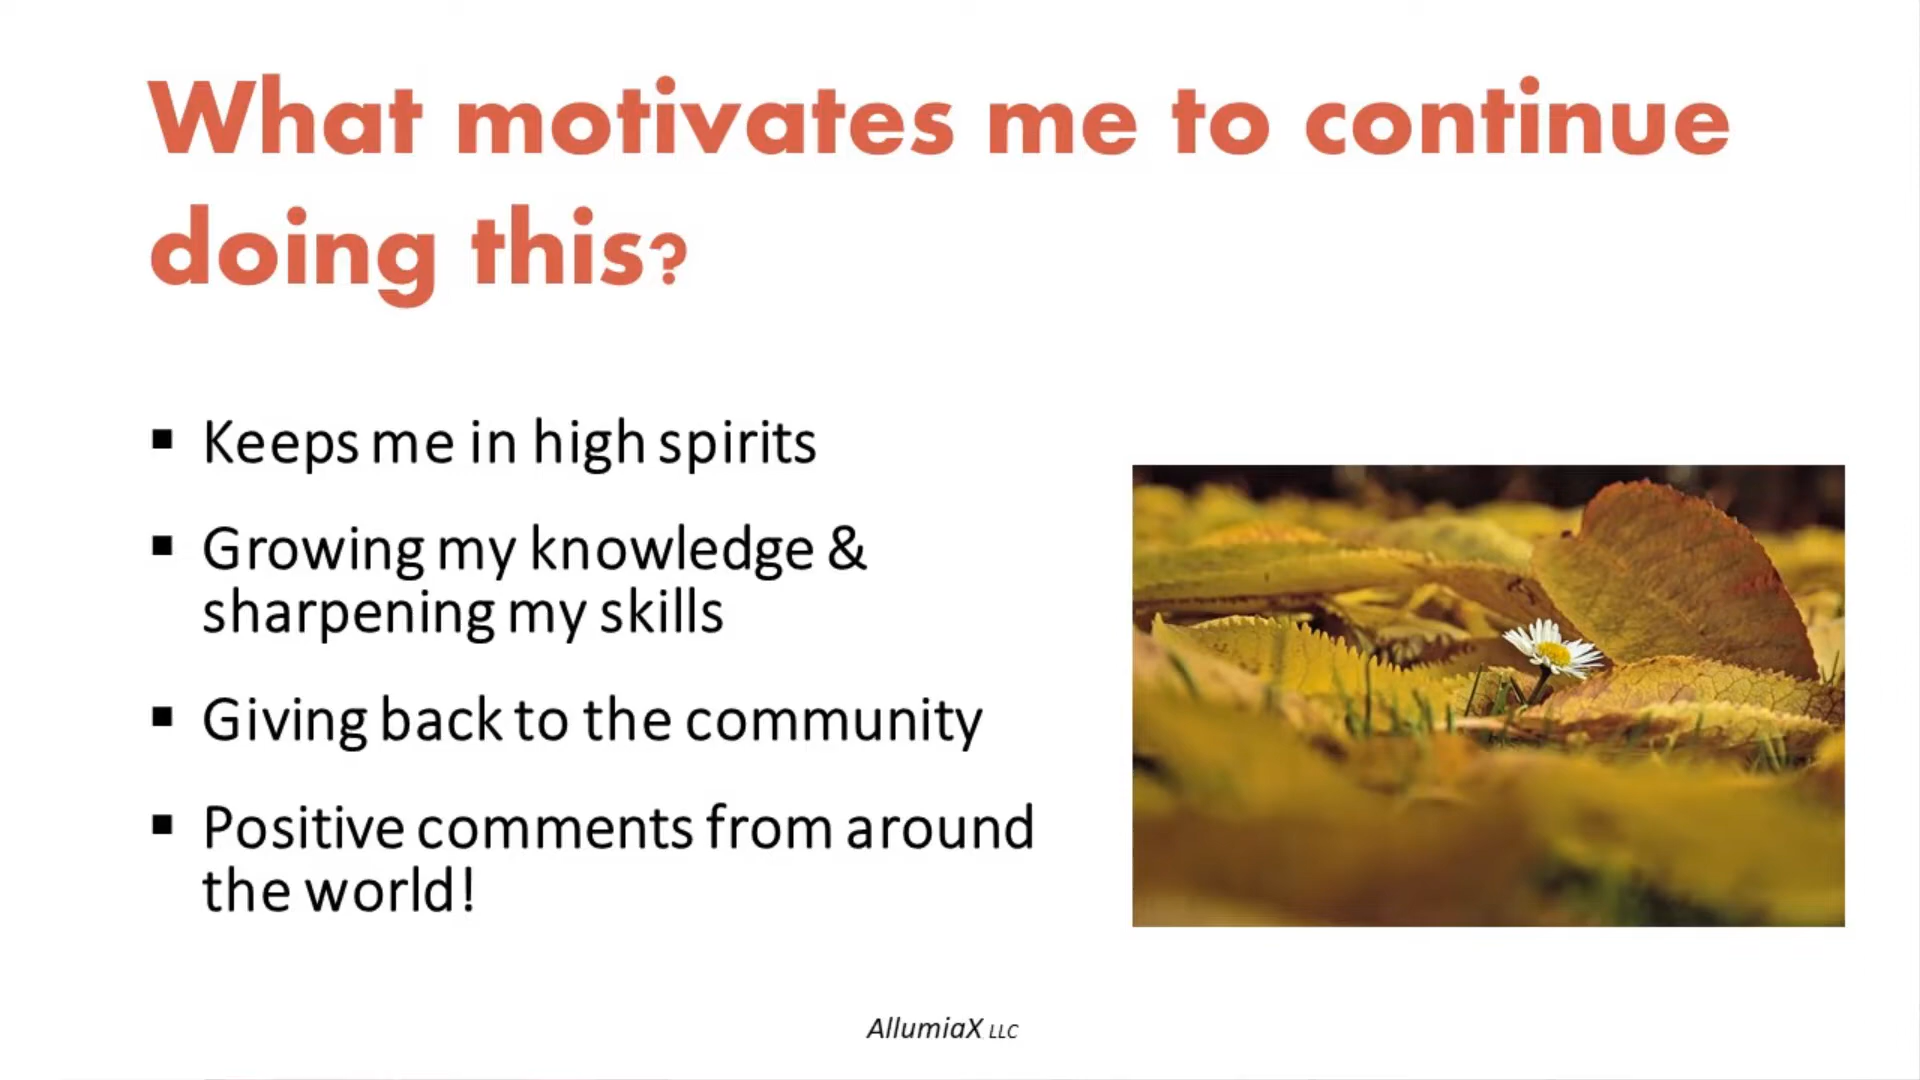 What motivates me to continue
doing this?
▪ Keeps me in high spirits
▪ Growing my knowledge &
sharpening my skills
▪ Giving back to the community
▪ Positive comments from around
the world!
AllumiaX LLC